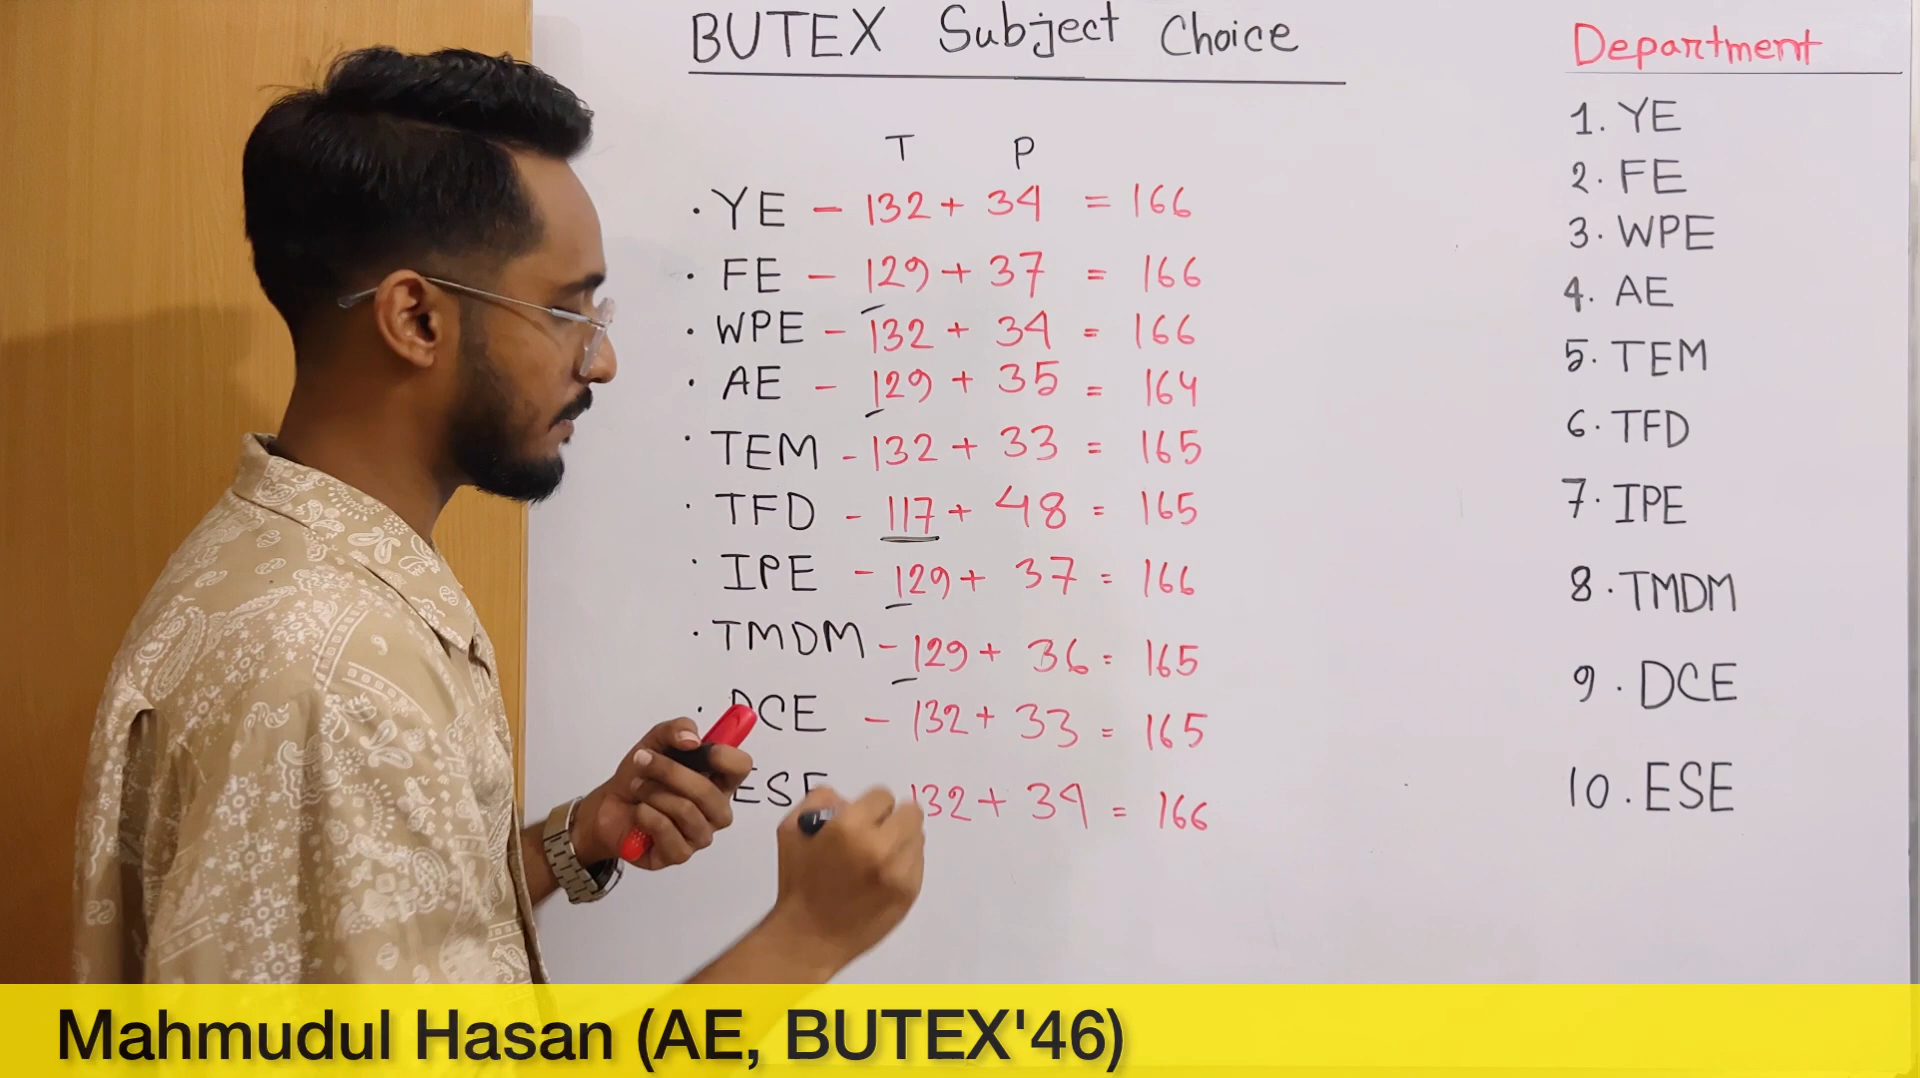 BUTEX Subject Choice
T P
· YE - 132 + 34 = 166
· FE - 129 + 37 = 166
· WPE - 132 + 34 = 166
· AE - 129 + 35 = 164
· TEM - 132 + 33 = 165
· TFD - 117 + 48 = 165
· IPE - 129 + 37 = 166
· TMDM - 129 + 36 = 165
· DCE - 132 + 33 = 165
ESE 132 + 34 = 166
Department
1. YE
2. FE
3. WPE
4. AE
5. TEM
6. TFD
7. IPE
8. TMDM
9. DCE
10. ESE
Mahmudul Hasan (AE, BUTEX'46)